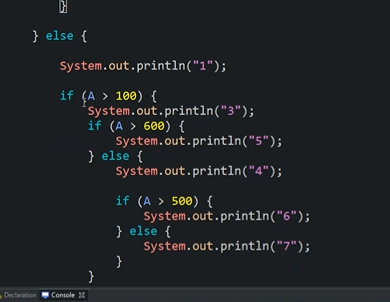 }
} else {
System.out.println("1");
if (A > 100) {
System.out.println("3");
if (A > 600) {
System.out.println("5");
} else {
System.out.println("4");
if (A > 500) {
System.out.println("6");
} else {
System.out.println("7");
}
}
Declaration Console